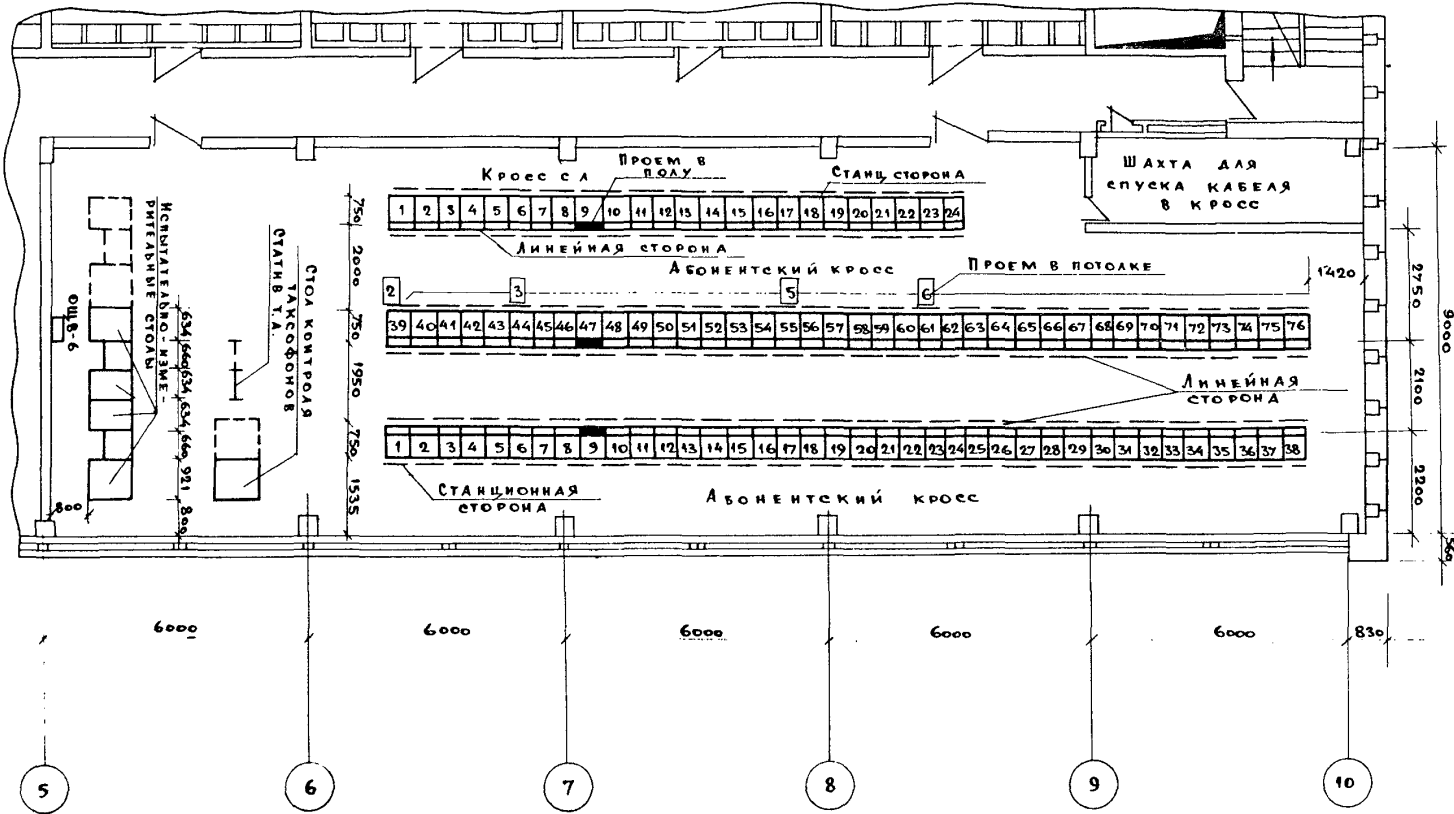 КРОСС СЛ
ПРОЕМ В
ПОЛУ
СТАНЦ СТОРОНА
ШАХТА ДЛЯ
СПУСКА КАБЕЛЯ
В КРОСС
1 2 3 4 5 6 7 8 9 10 11 12 13 14 15 16 17 18 19 20 21 22 23 24
ЛИНЕЙНАЯ СТОРОНА
АБОНЕНТСКИЙ КРОСС
ПРОЕМ В ПОТОЛКЕ
1420
2 3 5 6
39 40 41 42 43 44 45 46 47 48 49 50 51 52 53 54 55 56 57 58 59 60 61 62 63 64 65 66 67 68 69 70 71 72 73 74 75 76
ЛИНЕЙНАЯ
СТОРОНА
1 2 3 4 5 6 7 8 9 10 11 12 13 14 15 16 17 18 19 20 21 22 23 24 25 26 27 28 29 30 31 32 33 34 35 36 37 38
СТАНЦИОННАЯ
СТОРОНА
АБОНЕНТСКИЙ КРОСС
ИСПЫТАТЕЛЬНО-ИЗМЕ-
РИТЕЛЬНЫЕ СТОЛЫ
СТОЛ КОНТРОЛЯ
ТАКСОФОНОВ
СТАТИВ Т.А.
ОЩВ-6
634 660 634 634 660 921 800
800
750 2000 750 1950 750 1535
2750 2100 2200
9000
560
6000 6000 6000 6000 6000 830
5 6 7 8 9 10